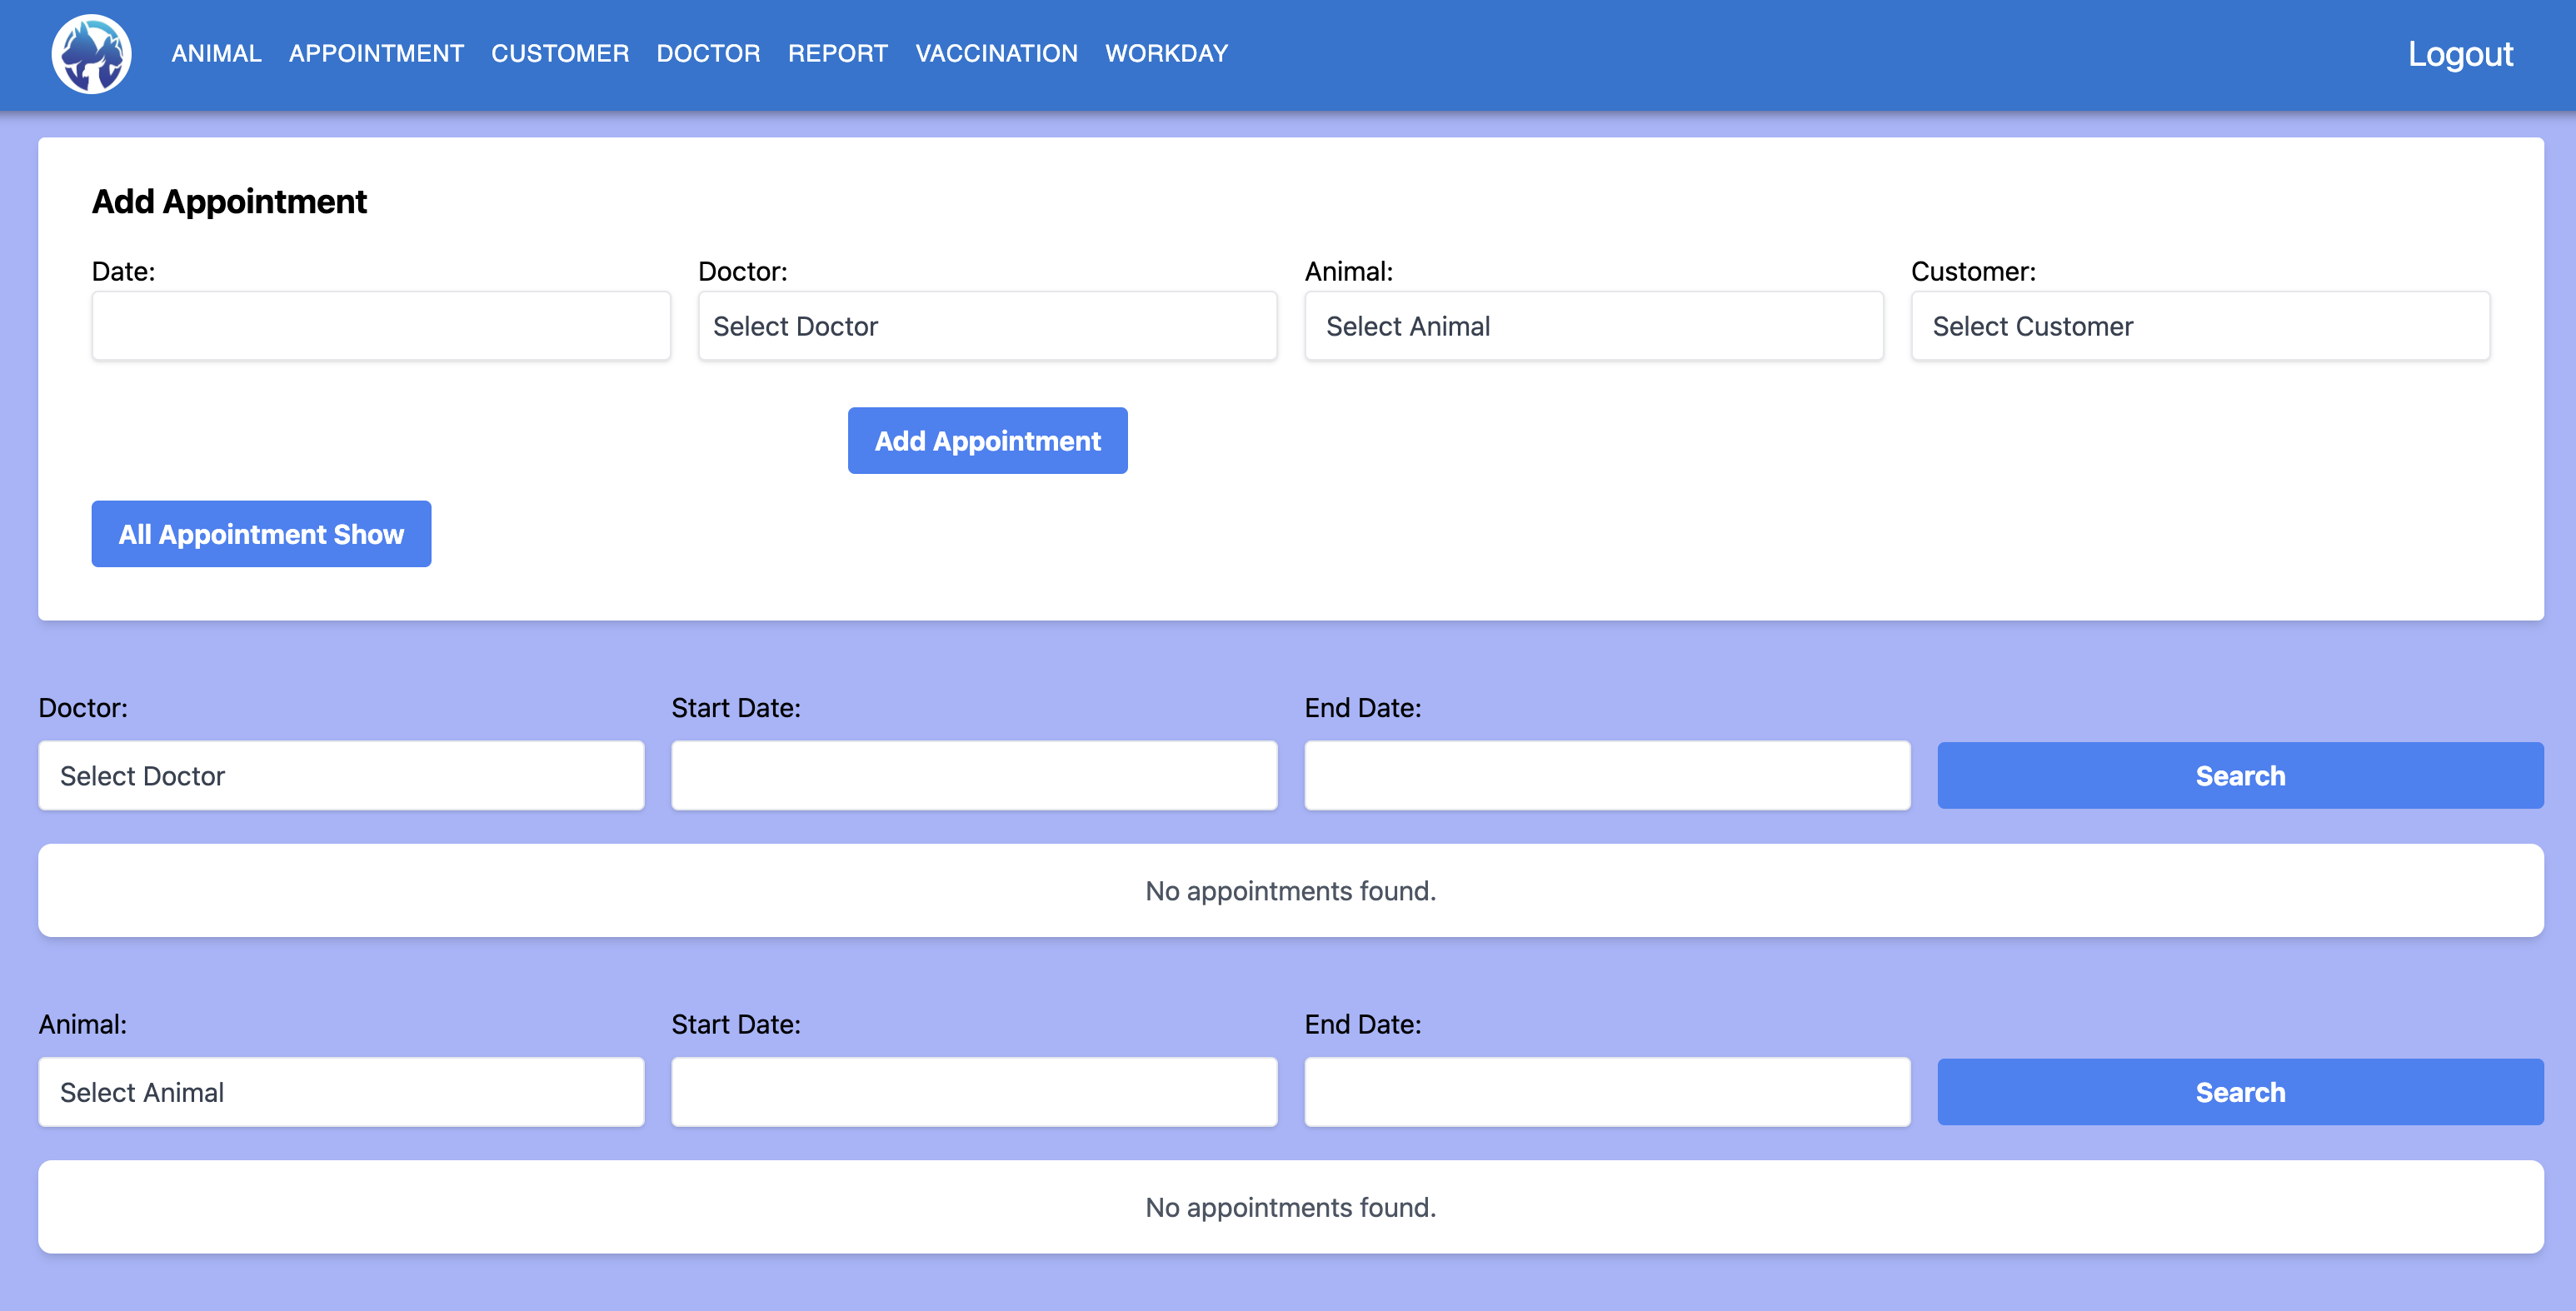 ANIMAL APPOINTMENT CUSTOMER DOCTOR REPORT VACCINATION WORKDAY Logout
Add Appointment
Date: Doctor: Animal: Customer:
Select Doctor Select Animal Select Customer
Add Appointment
All Appointment Show
Doctor: Start Date: End Date:
Select Doctor Search
No appointments found.
Animal: Start Date: End Date:
Select Animal Search
No appointments found.